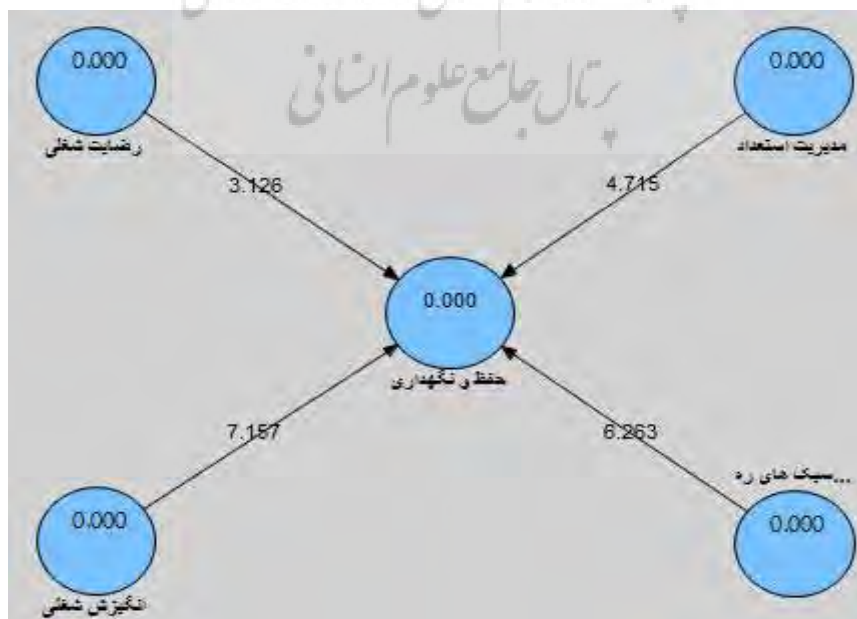 0.000
0.000
پرتال جامع علوم انسانی
رضایت شغلی
مدیریت استعداد
3.126
4.715
0.000
حفظ و نگهداری
7.157
6.263
سبک های ره...
0.000
0.000
انگیزش شغلی